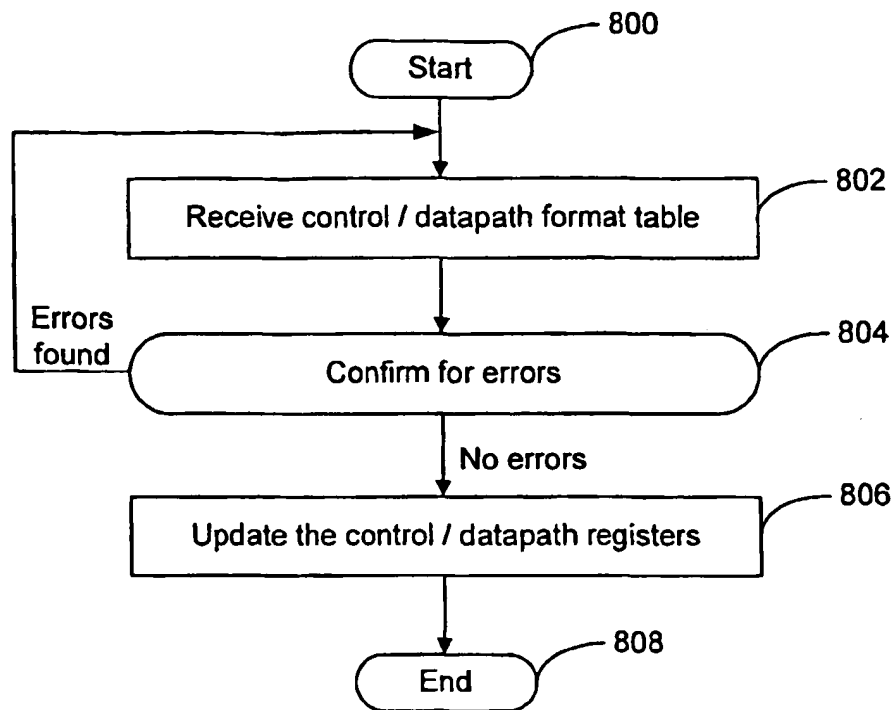 800
Start
802
Receive control / datapath format table
Errors
found
804
Confirm for errors
No errors
806
Update the control / datapath registers
808
End